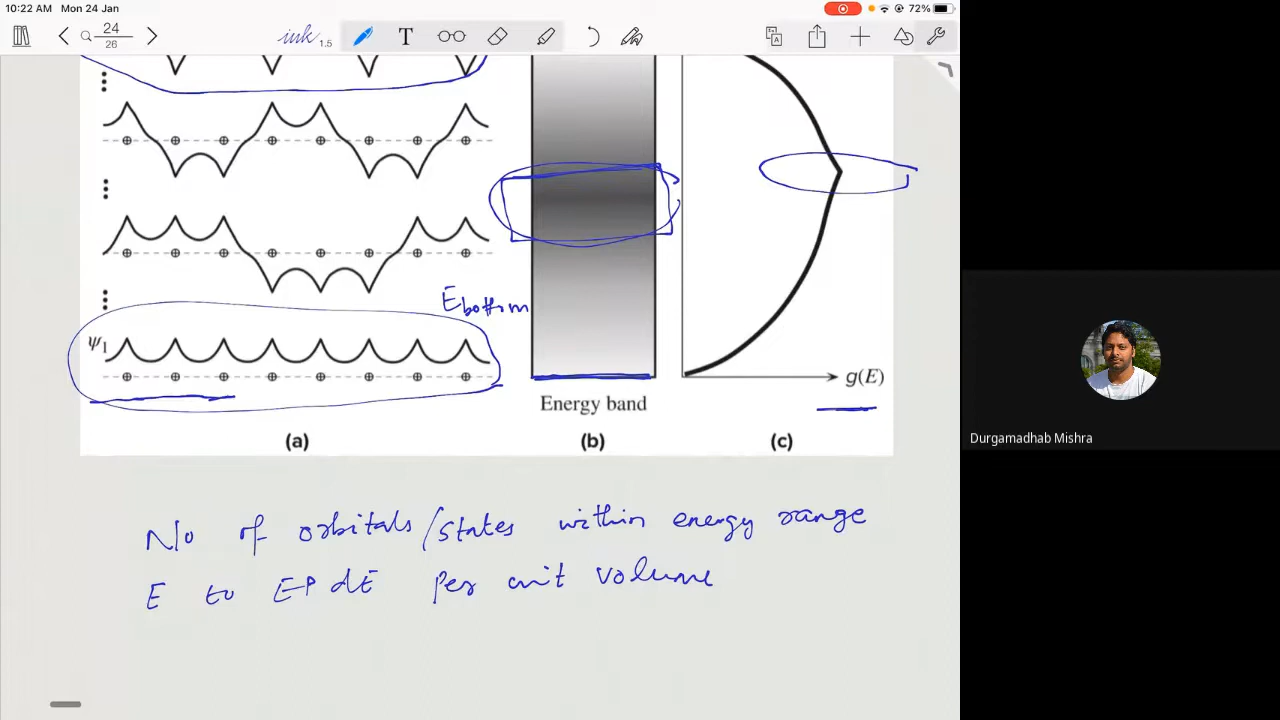 10:22 AM Mon 24 Jan
72%
24
26
ink 1.5
T
E bottom
ψ1
g(E)
Energy band
(a)
(b)
(c)
No of orbitals/states within energy range
E to E+dE per unit volume
Durgamadhab Mishra